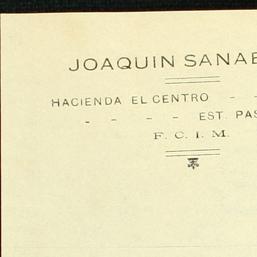 JOAQUIN SANAB
HACIENDA EL CENTRO - -
- - - - EST. PAS
F. C. I. M.